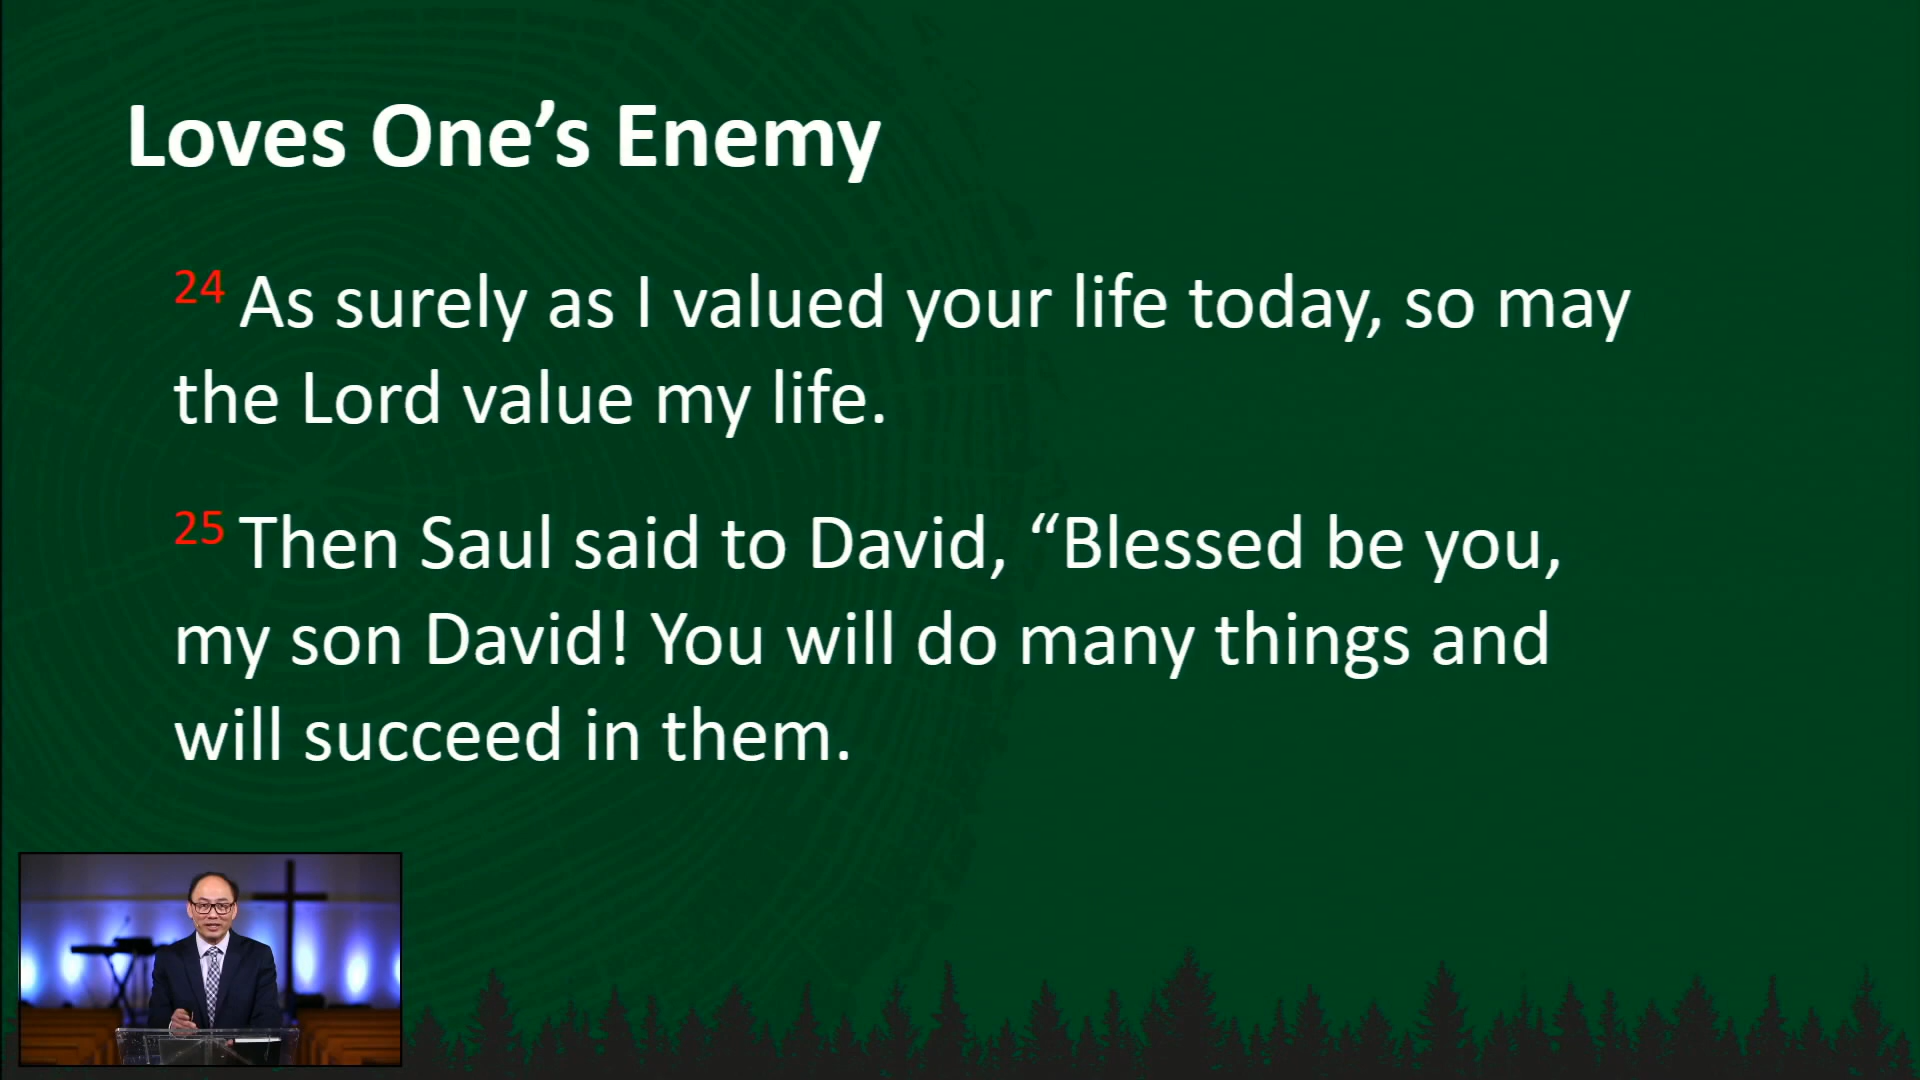 Loves One’s Enemy
24 As surely as I valued your life today, so may
the Lord value my life.
25 Then Saul said to David, “Blessed be you,
my son David! You will do many things and
will succeed in them.